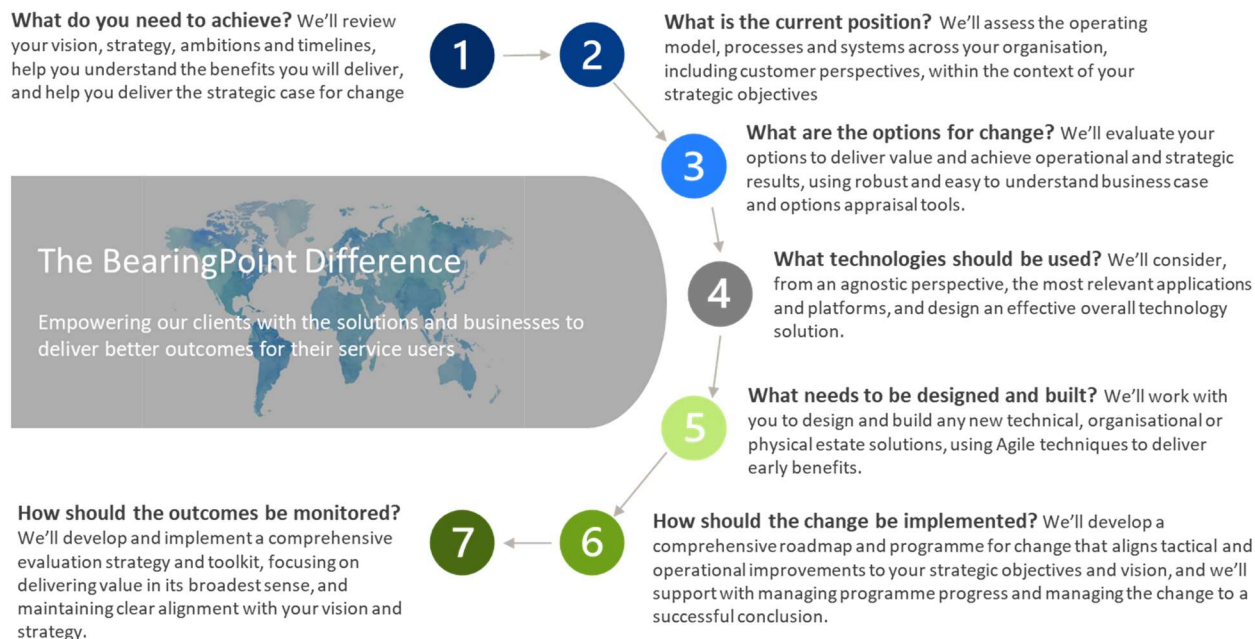 What do you need to achieve? We'll review
your vision, strategy, ambitions and timelines,
help you understand the benefits you will deliver,
and help you deliver the strategic case for change
1
2
What is the current position? We'll assess the operating
model, processes and systems across your organisation,
including customer perspectives, within the context of your
strategic objectives
3
What are the options for change? We'll evaluate your
options to deliver value and achieve operational and strategic
results, using robust and easy to understand business case
and options appraisal tools.
The BearingPoint Difference
Empowering our clients with the solutions and businesses to
deliver better outcomes for their service users
4
What technologies should be used? We'll consider,
from an agnostic perspective, the most relevant applications
and platforms, and design an effective overall technology
solution.
5
What needs to be designed and built? We'll work with
you to design and build any new technical, organisational or
physical estate solutions, using Agile techniques to deliver
early benefits.
6
How should the change be implemented? We'll develop a
comprehensive roadmap and programme for change that aligns tactical and
operational improvements to your strategic objectives and vision, and we'll
support with managing programme progress and managing the change to a
successful conclusion.
7
How should the outcomes be monitored?
We'll develop and implement a comprehensive
evaluation strategy and toolkit, focusing on
delivering value in its broadest sense, and
maintaining clear alignment with your vision and
strategy.